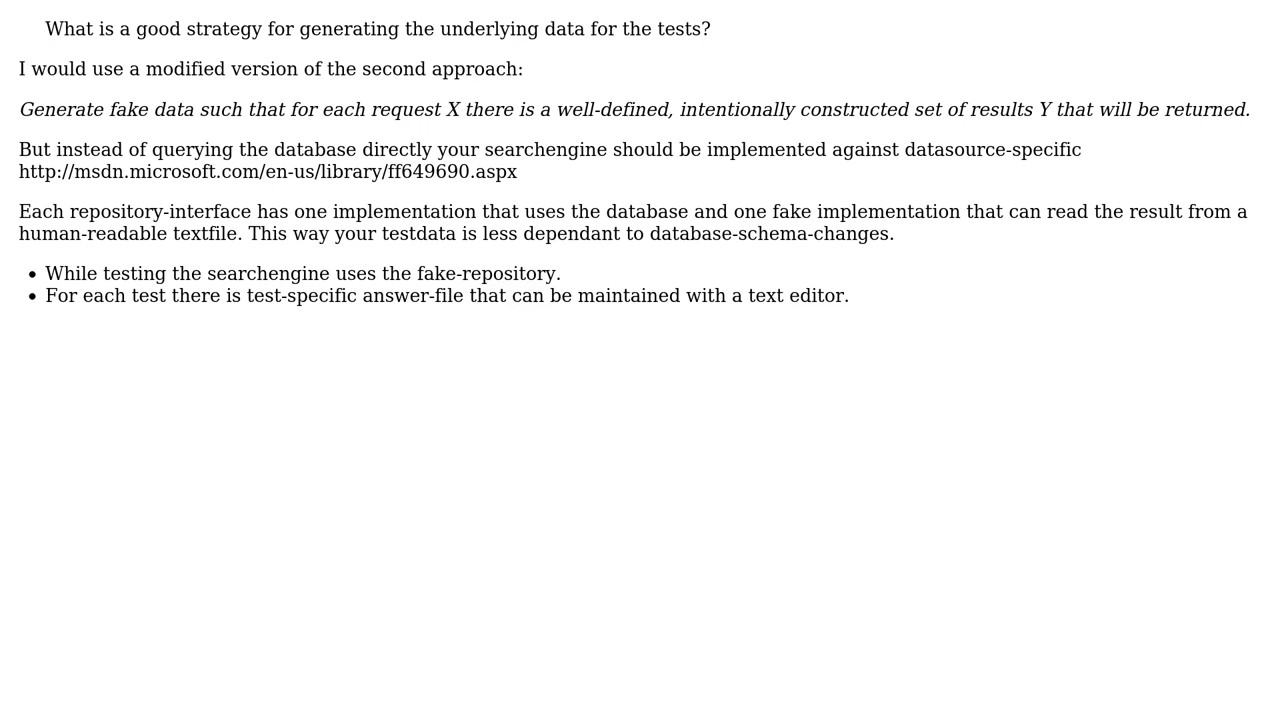 What is a good strategy for generating the underlying data for the tests?
I would use a modified version of the second approach:
Generate fake data such that for each request X there is a well-defined, intentionally constructed set of results Y that will be returned.
But instead of querying the database directly your searchengine should be implemented against datasource-specific
http://msdn.microsoft.com/en-us/library/ff649690.aspx
Each repository-interface has one implementation that uses the database and one fake implementation that can read the result from a
human-readable textfile. This way your testdata is less dependant to database-schema-changes.
• While testing the searchengine uses the fake-repository.
• For each test there is test-specific answer-file that can be maintained with a text editor.